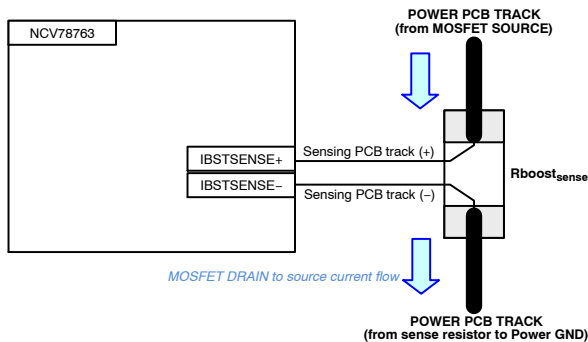 POWER PCB TRACK
(from MOSFET SOURCE)
NCV78763
IBSTSENSE+
Sensing PCB track (+)
Rboostsense
IBSTSENSE−
Sensing PCB track (−)
MOSFET DRAIN to source current flow
POWER PCB TRACK
(from sense resistor to Power GND)